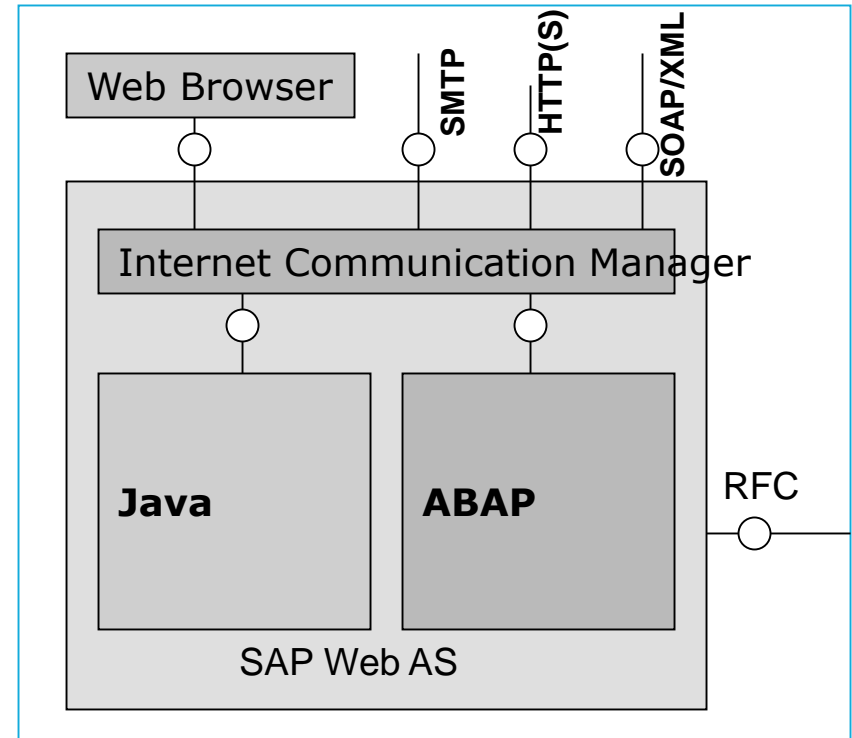 Web Browser
SMTP
HTTP(S)
SOAP/XML
Internet Communication Manager
Java
ABAP
RFC
SAP Web AS